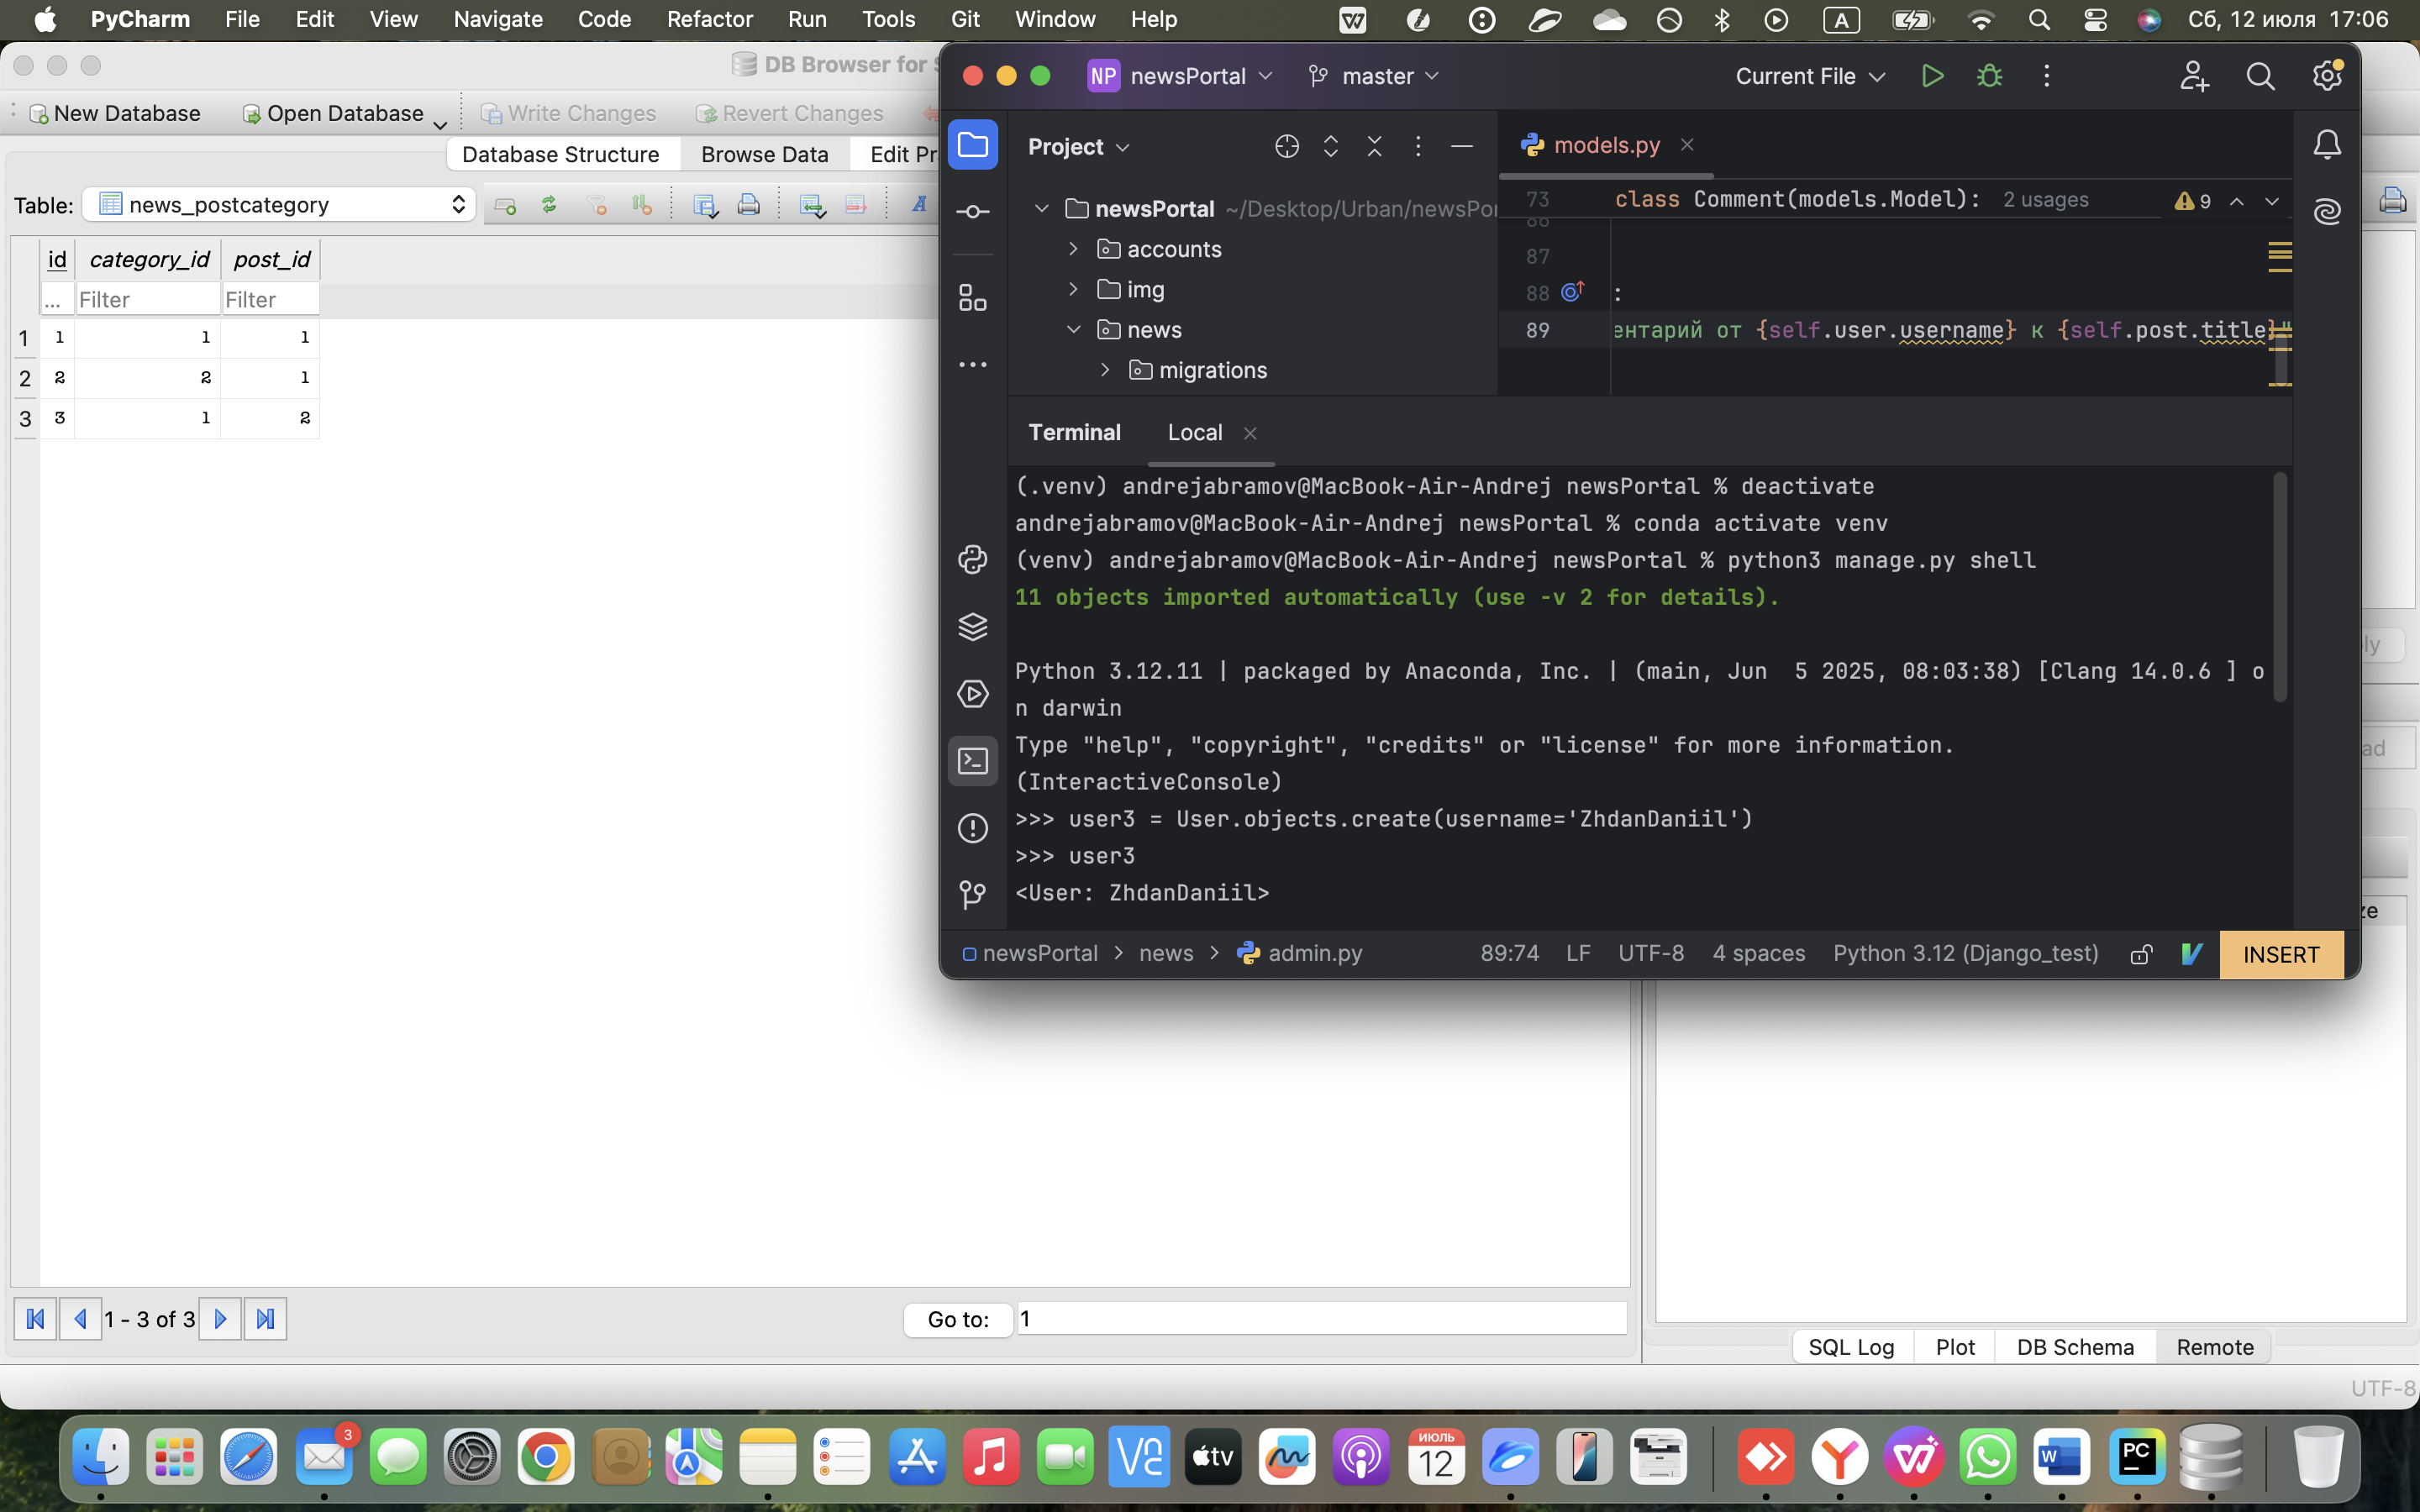 PyCharm File Edit View Navigate Code Refactor Run Tools Git Window Help A Сб, 12 июля 17:06
DB Browser for S
New Database Open Database Write Changes Revert Changes
Database Structure Browse Data Edit Pr
Table: news_postcategory
id category_id post_id
... Filter Filter
1 1 1 1
2 2 2 1
3 3 1 2
1 - 3 of 3
Go to: 1
NP newsPortal master Current File
Project
newsPortal ~/Desktop/Urban/newsPor
accounts
img
news
migrations
models.py
73 class Comment(models.Model): 2 usages 9
86
87
88 :
89 ентарий от {self.user.username} к {self.post.title}"
Terminal Local
(.venv) andrejabramov@MacBook-Air-Andrej newsPortal % deactivate
andrejabramov@MacBook-Air-Andrej newsPortal % conda activate venv
(venv) andrejabramov@MacBook-Air-Andrej newsPortal % python3 manage.py shell
11 objects imported automatically (use -v 2 for details).
Python 3.12.11 | packaged by Anaconda, Inc. | (main, Jun  5 2025, 08:03:38) [Clang 14.0.6 ] o
n darwin
Type "help", "copyright", "credits" or "license" for more information.
(InteractiveConsole)
>>> user3 = User.objects.create(username='ZhdanDaniil')
>>> user3
<User: ZhdanDaniil>
newsPortal > news > admin.py 89:74 LF UTF-8 4 spaces Python 3.12 (Django_test) INSERT
ly
ad
ze
SQL Log Plot DB Schema Remote
UTF-8
3
tv
ИЮЛЬ
12
W
PC